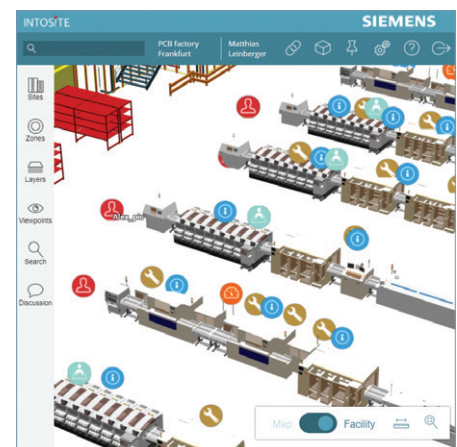 INTOSITE
SIEMENS
PCB factory
Frankfurt
Matthias
Leinberger
Sites
Zones
Layers
Viewpoints
Search
Discussion
Map
Facility